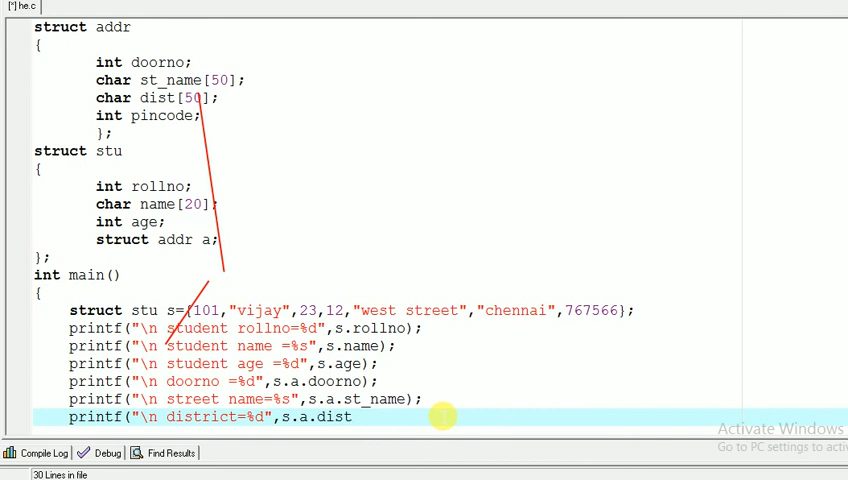 [*] he.c
struct addr
{
int doorno;
char st_name[50];
char dist[50];
int pincode;
};
struct stu
{
int rollno;
char name[20];
int age;
struct addr a;
};
int main()
{
struct stu s={101,"vijay",23,12,"west street","chennai",767566};
printf("\n student rollno=%d",s.rollno);
printf("\n student name =%s",s.name);
printf("\n student age =%d",s.age);
printf("\n doorno =%d",s.a.doorno);
printf("\n street name=%s",s.a.st_name);
printf("\n district=%d",s.a.dist
Activate Windows
Go to PC settings to activ
Compile Log Debug Find Results
30 Lines in file